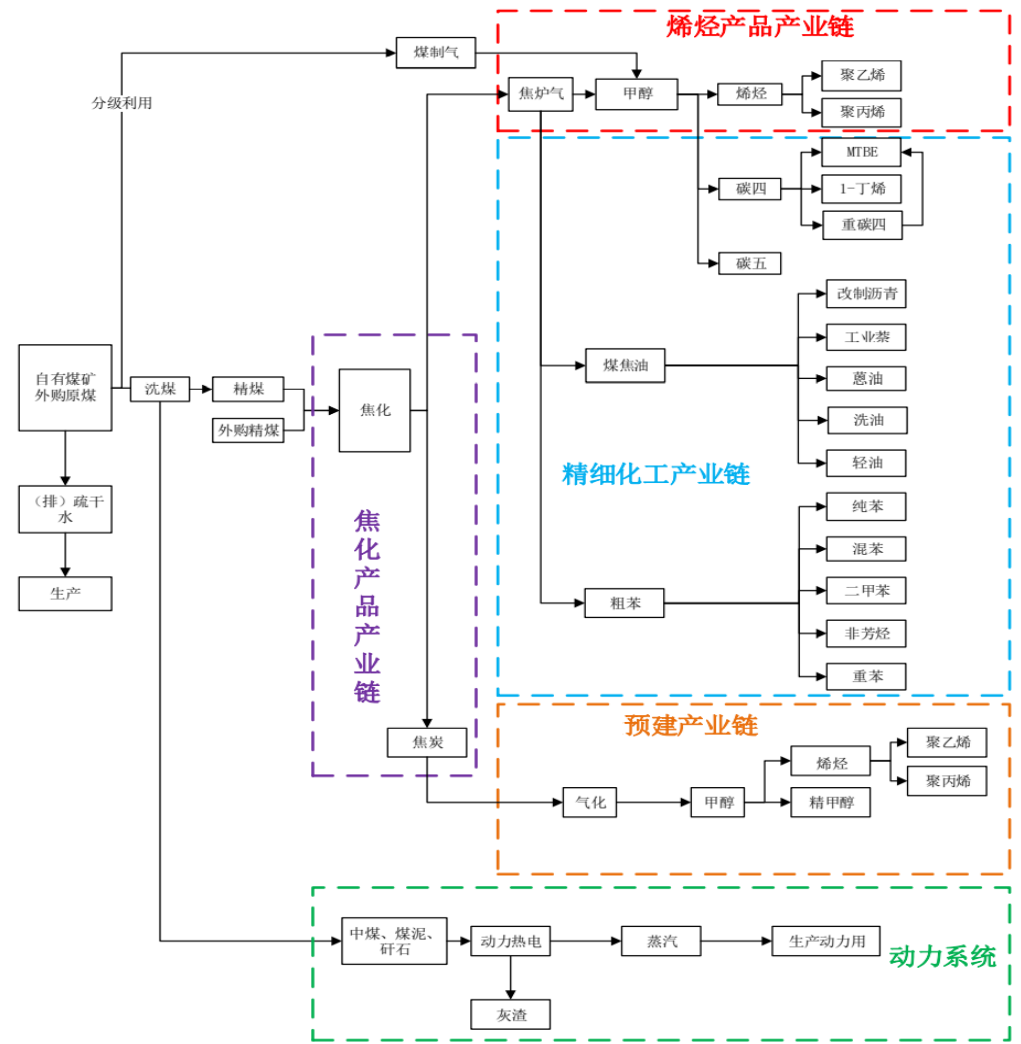 烯烃产品产业链
煤制气
焦炉气
甲醇
烯烃
聚乙烯
聚丙烯
分级利用
MTBE
碳四
1-丁烯
重碳四
碳五
改制沥青
煤焦油
工业萘
蒽油
洗油
轻油
精细化工产业链
自有煤矿
外购原煤
洗煤
精煤
外购精煤
焦化
（排）疏干
水
生产
焦化产品产业链
纯苯
混苯
粗苯
二甲苯
非芳烃
重苯
预建产业链
焦炭
气化
甲醇
烯烃
精甲醇
聚乙烯
聚丙烯
中煤、煤泥、
矸石
动力热电
蒸汽
生产动力用
动力系统
灰渣